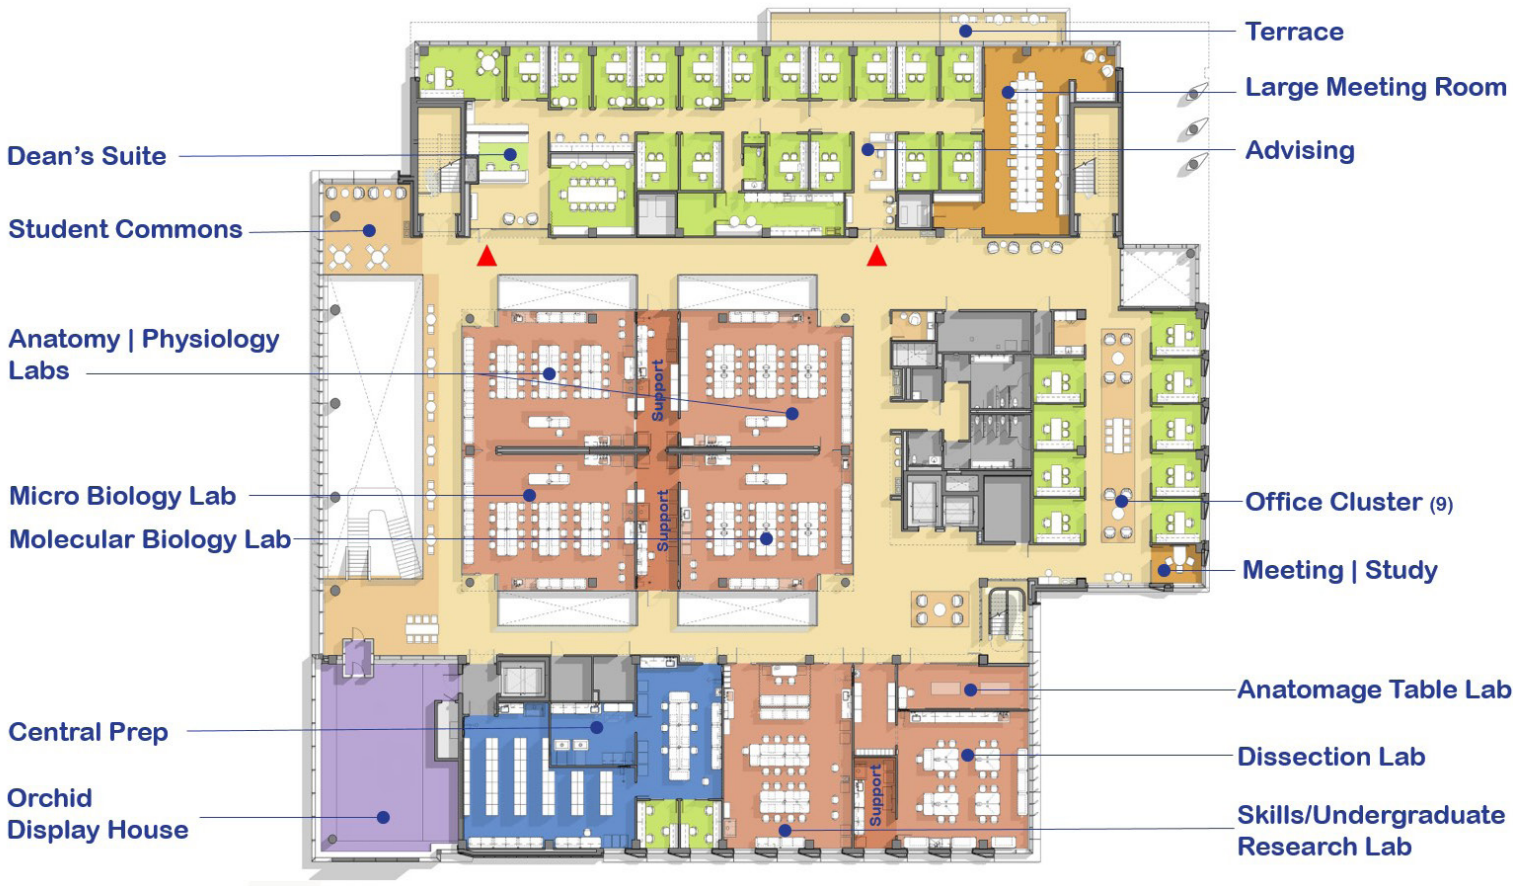 Terrace
Large Meeting Room
Advising
Dean's Suite
Student Commons
Anatomy | Physiology
Labs
Support
Micro Biology Lab
Molecular Biology Lab
Support
Office Cluster (9)
Meeting | Study
Anatomage Table Lab
Central Prep
Dissection Lab
Support
Orchid
Display House
Skills/Undergraduate
Research Lab